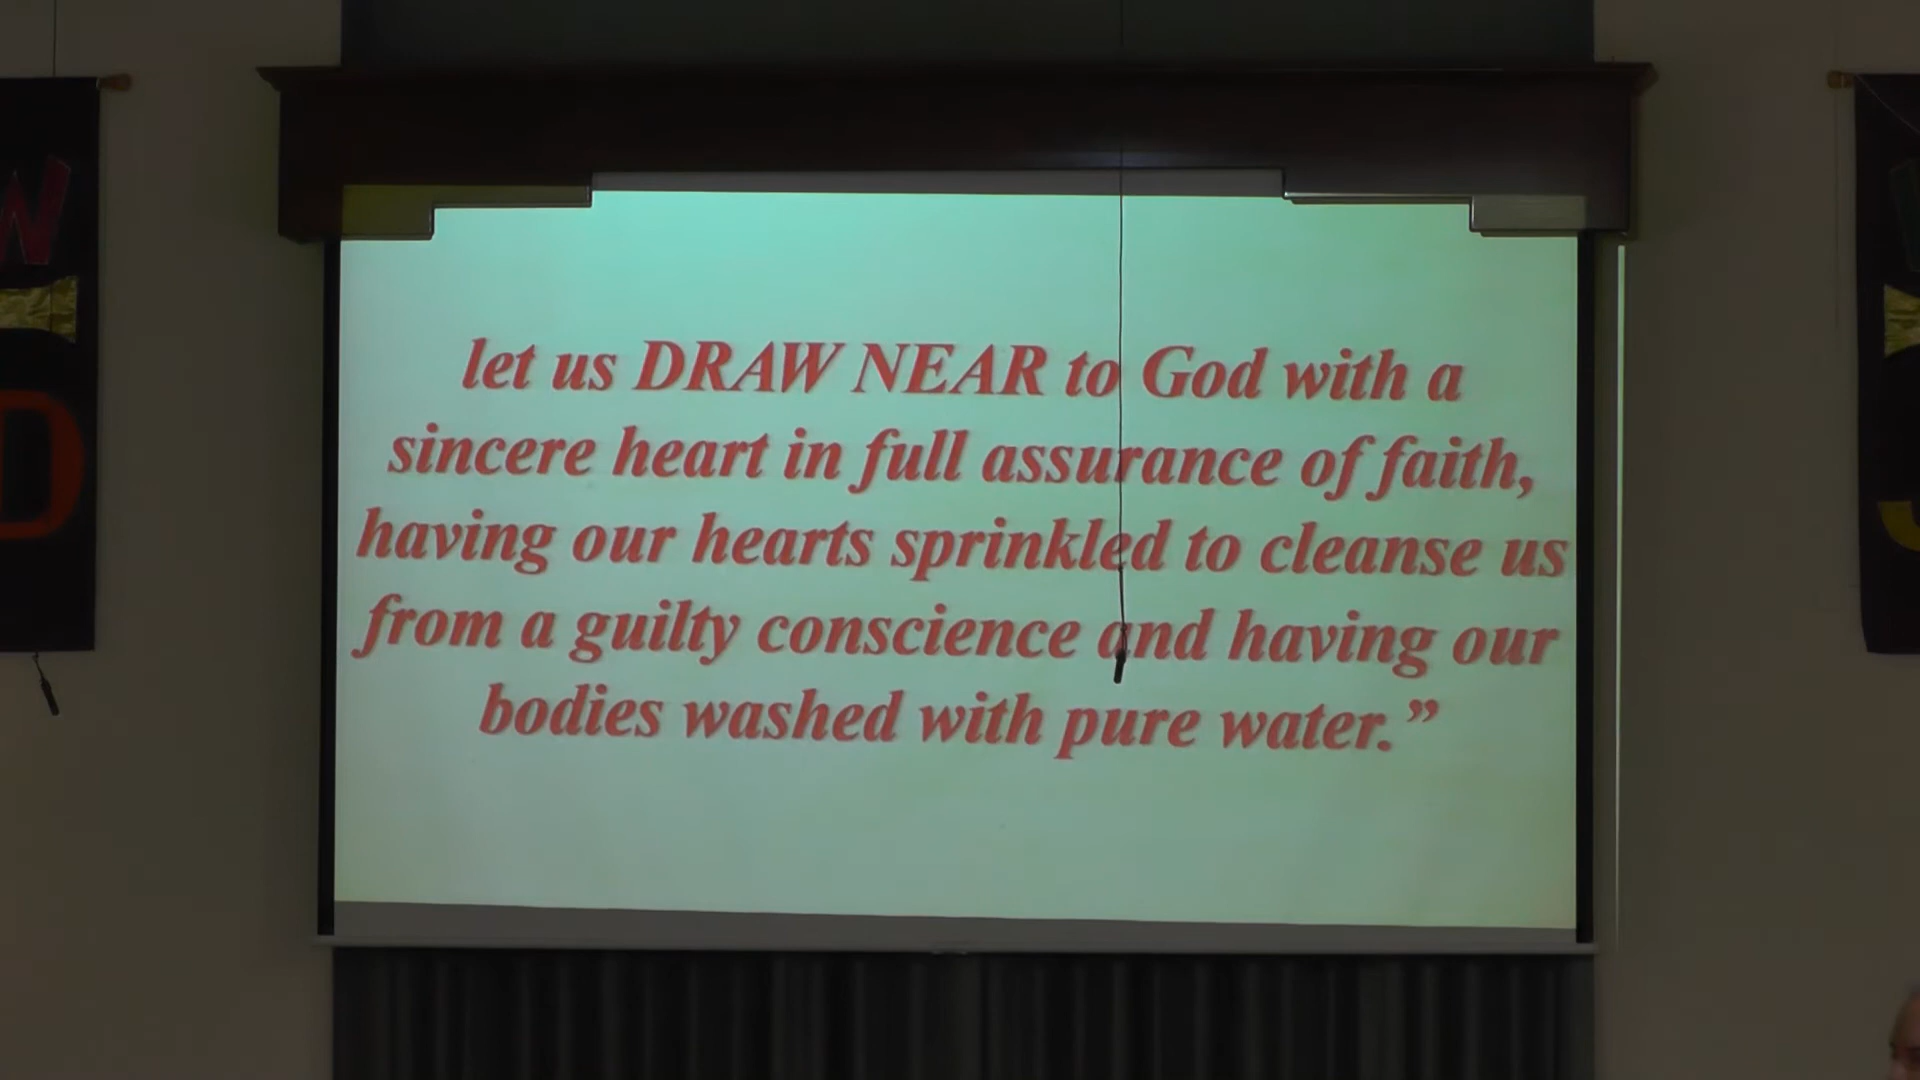 let us DRAW NEAR to God with a
sincere heart in full assurance of faith,
having our hearts sprinkled to cleanse us
from a guilty conscience and having our
bodies washed with pure water.”
W
D